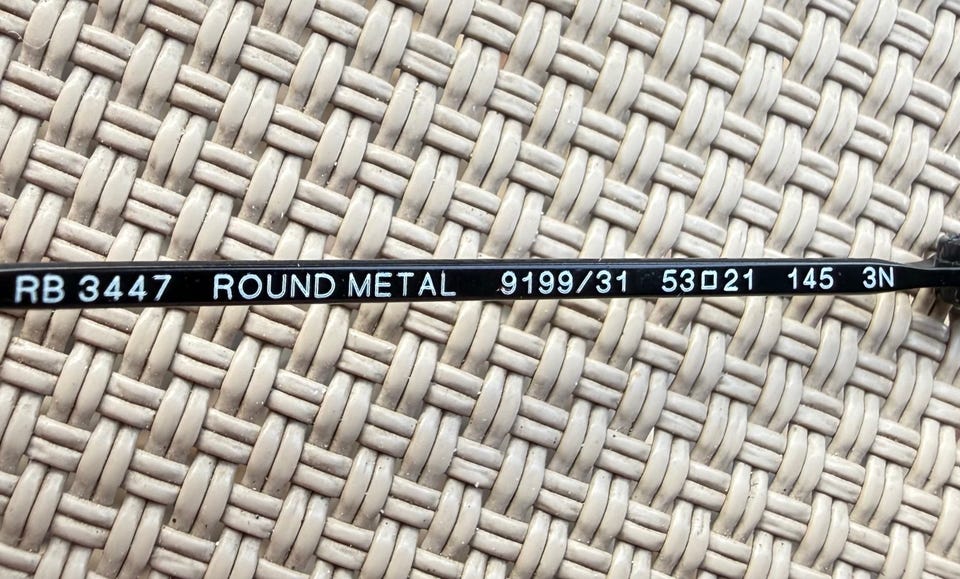 RB 3447 ROUND METAL 9199/31 53□21 145 3N